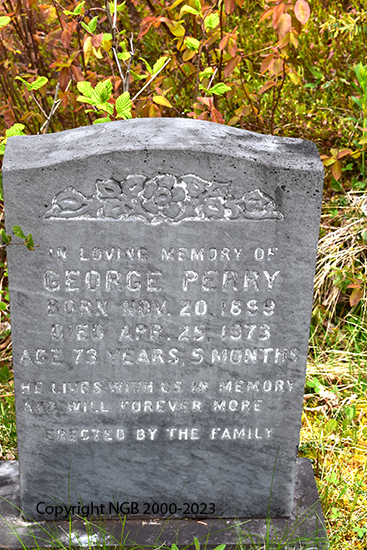 IN LOVING MEMORY OF
GEORGE PERRY
BORN NOV. 20, 1899
DIED APR. 25, 1973
AGE 73 YEARS, 5 MONTHS
HE LIVES WITH US IN MEMORY
AND WILL FOREVER MORE
ERECTED BY THE FAMILY
Copyright NGB 2000-2023